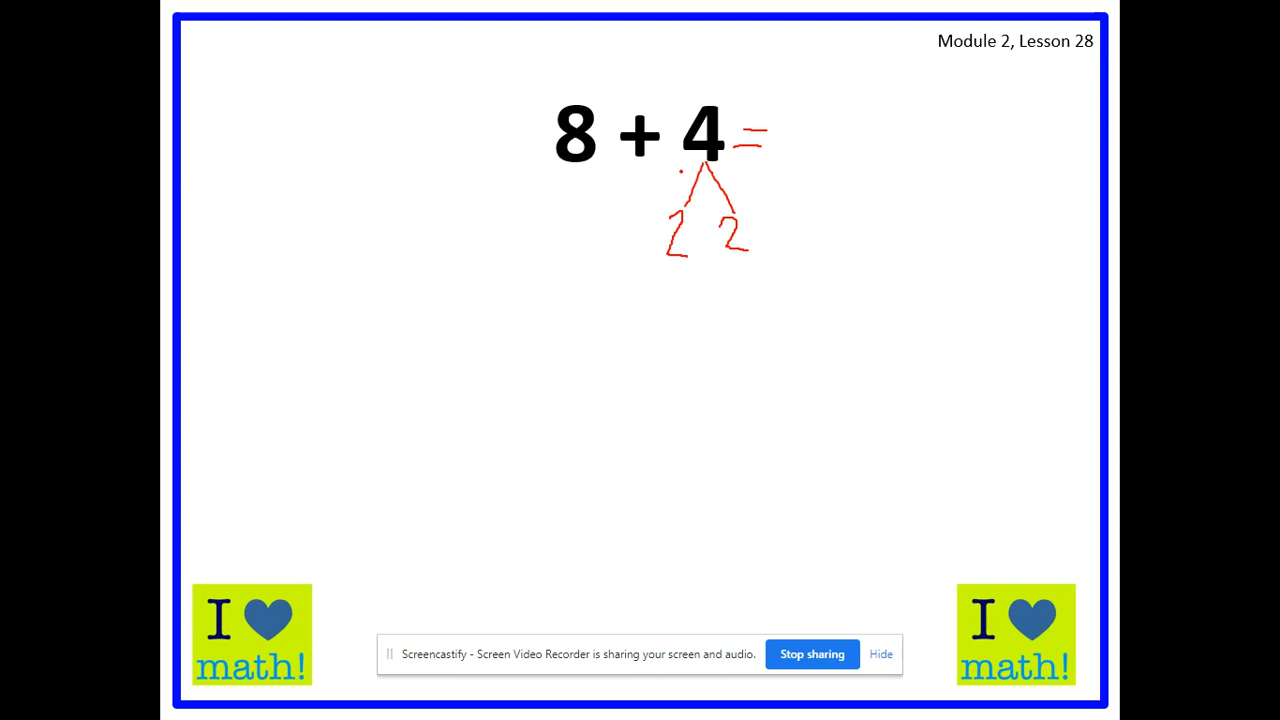 Module 2, Lesson 28
8 + 4 =
2 2
I
math!
I
math!
Screencastify - Screen Video Recorder is sharing your screen and audio. Stop sharing Hide